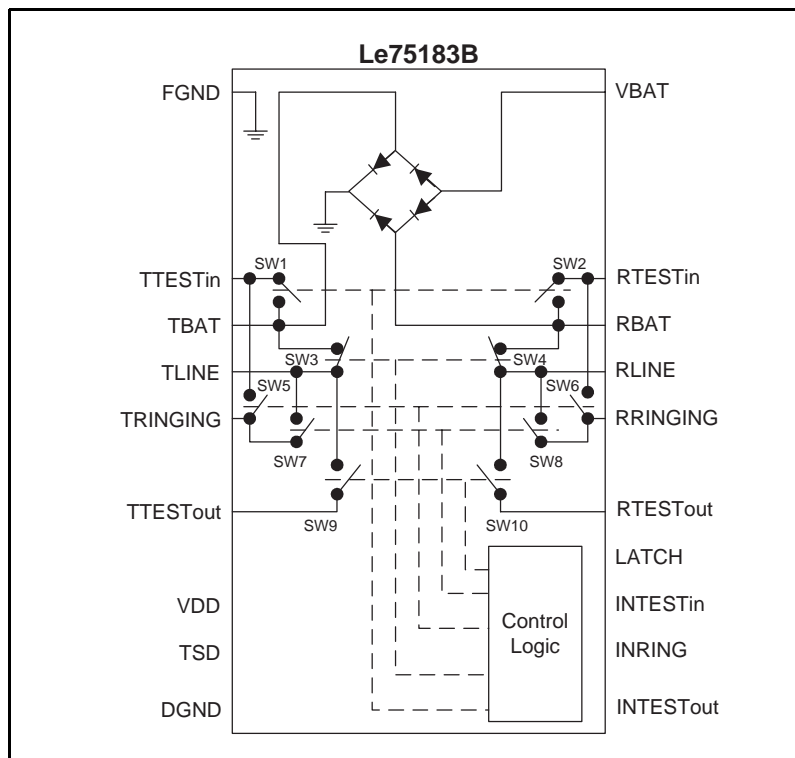 Le75183B
FGND
VBAT
SW1
SW2
TTESTin
RTESTin
TBAT
RBAT
SW3
SW4
TLINE
RLINE
SW5
SW6
TRINGING
RRINGING
SW7
SW8
TTESTout
RTESTout
SW9
SW10
LATCH
VDD
INTESTin
Control
Logic
TSD
INRING
DGND
INTESTout